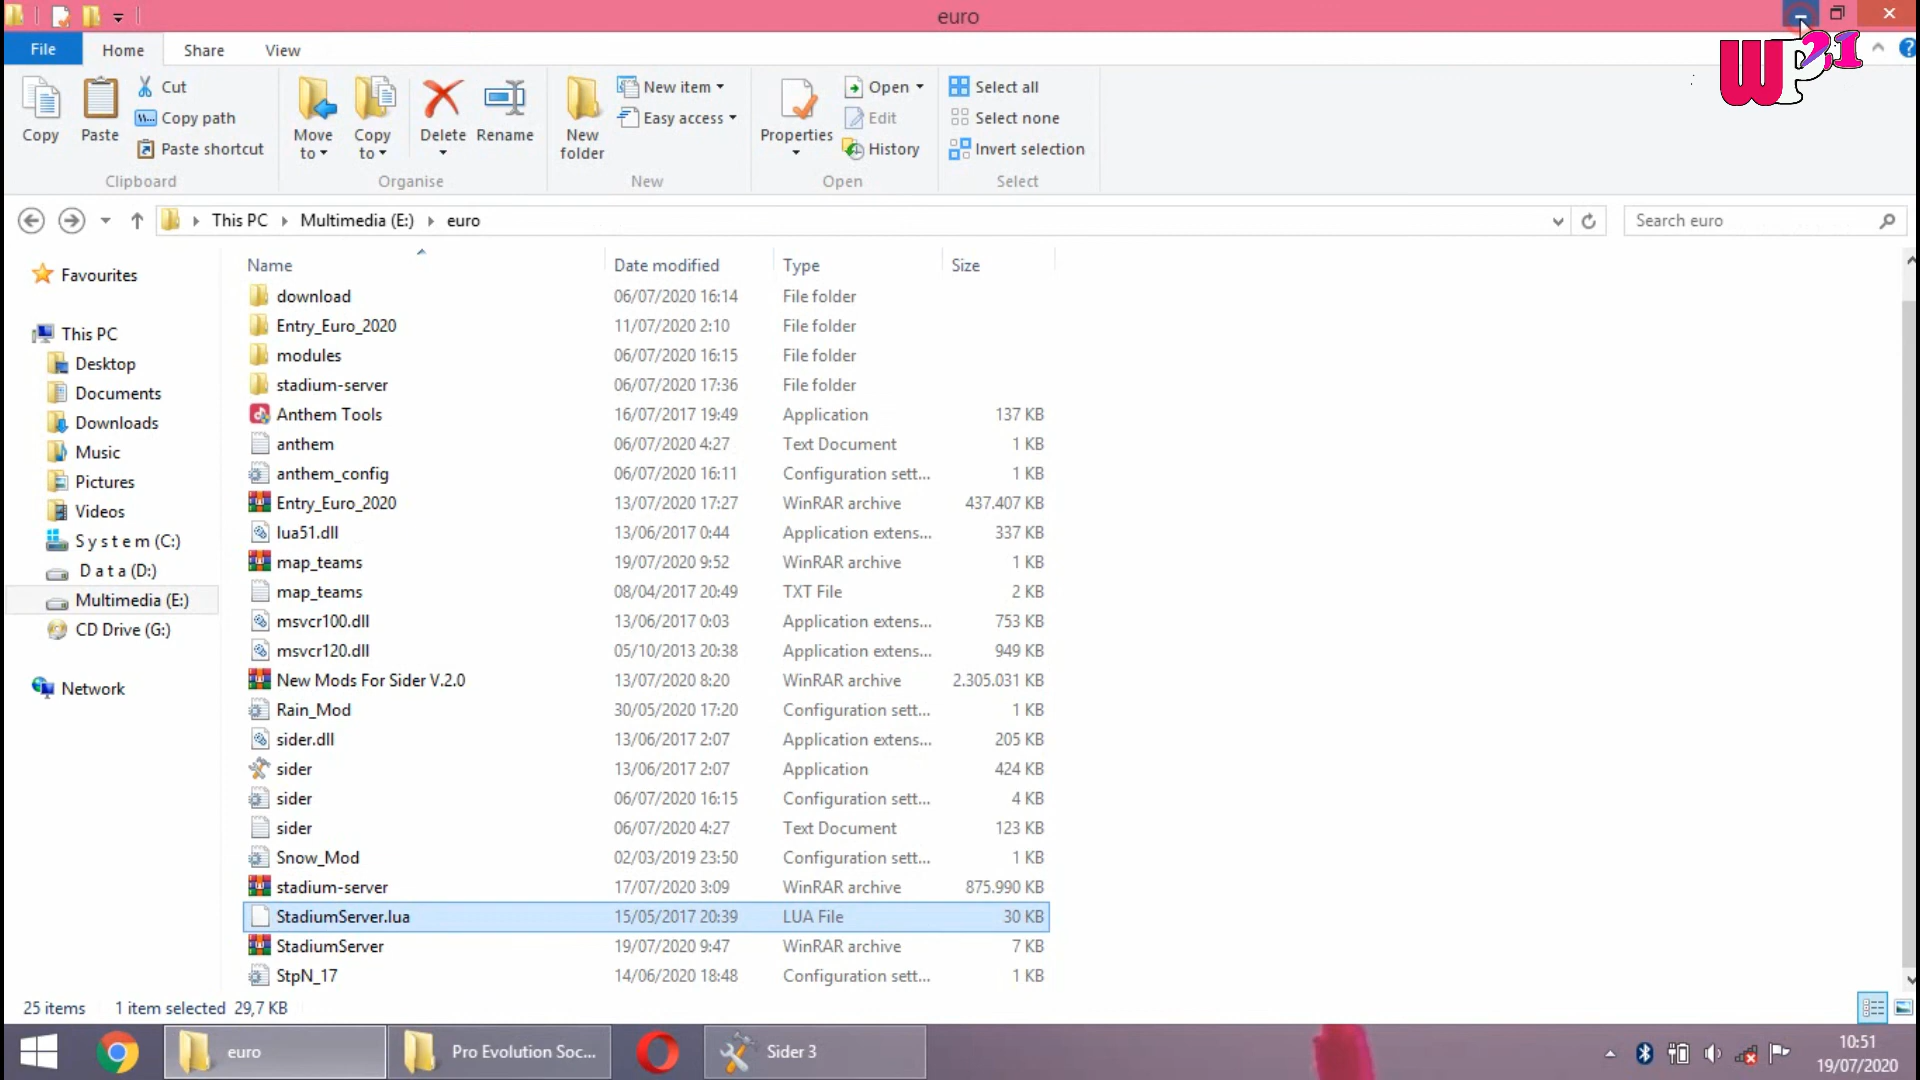 euro
WP21
File Home Share View
Copy
Paste
Cut
Copy path
Paste shortcut
Move to
Copy to
Delete
Rename
New folder
New item
Easy access
Properties
Open
Edit
History
Select all
Select none
Invert selection
Clipboard Organise New Open Select
This PC Multimedia (E:) euro
Search euro
Favourites
This PC
Desktop
Documents
Downloads
Music
Pictures
Videos
System (C:)
Data (D:)
Multimedia (E:)
CD Drive (G:)
Network
Name Date modified Type Size
download 06/07/2020 16:14 File folder
Entry_Euro_2020 11/07/2020 2:10 File folder
modules 06/07/2020 16:15 File folder
stadium-server 06/07/2020 17:36 File folder
Anthem Tools 16/07/2017 19:49 Application 137 KB
anthem 06/07/2020 4:27 Text Document 1 KB
anthem_config 06/07/2020 16:11 Configuration sett... 1 KB
Entry_Euro_2020 13/07/2020 17:27 WinRAR archive 437.407 KB
lua51.dll 13/06/2017 0:44 Application extens... 337 KB
map_teams 19/07/2020 9:52 WinRAR archive 1 KB
map_teams 08/04/2017 20:49 TXT File 2 KB
msvcr100.dll 13/06/2017 0:03 Application extens... 753 KB
msvcr120.dll 05/10/2013 20:38 Application extens... 949 KB
New Mods For Sider V.2.0 13/07/2020 8:20 WinRAR archive 2.305.031 KB
Rain_Mod 30/05/2020 17:20 Configuration sett... 1 KB
sider.dll 13/06/2017 2:07 Application extens... 205 KB
sider 13/06/2017 2:07 Application 424 KB
sider 06/07/2020 16:15 Configuration sett... 4 KB
sider 06/07/2020 4:27 Text Document 123 KB
Snow_Mod 02/03/2019 23:50 Configuration sett... 1 KB
stadium-server 17/07/2020 3:09 WinRAR archive 875.990 KB
StadiumServer.lua 15/05/2017 20:39 LUA File 30 KB
StadiumServer 19/07/2020 9:47 WinRAR archive 7 KB
StpN_17 14/06/2020 18:48 Configuration sett... 1 KB
25 items 1 item selected 29,7 KB
euro
Pro Evolution Soc...
Sider 3
10:51
19/07/2020